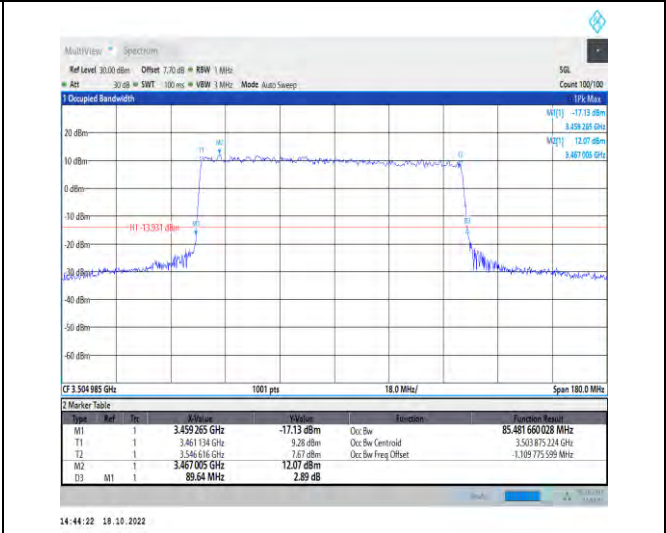 MultiView Spectrum
Ref Level 30.00 dBm Offset 7.70 dB RBW 1 MHz SGL
Att 30 dB SWT 100 ms VBW 3 MHz Mode Auto Sweep Count 100/100
1 Occupied Bandwidth 1Pk Max
M1[1] -17.13 dBm
3.459 265 GHz
20 dBm M2[1] 12.07 dBm
3.467 005 GHz
M2
T1 T2
10 dBm
0 dBm
-10 dBm
H1 -13.931 dBm M1 D3
-20 dBm
-30 dBm
-40 dBm
-50 dBm
-60 dBm
CF 3.504 985 GHz 1001 pts 18.0 MHz/ Span 180.0 MHz
2 Marker Table
Type Ref Trc X-Value Y-Value Function Function Result
M1 1 3.459 265 GHz -17.13 dBm Occ Bw 85.481 660 028 MHz
T1 1 3.461 134 GHz 9.28 dBm Occ Bw Centroid 3.503 875 224 GHz
T2 1 3.546 616 GHz 7.67 dBm Occ Bw Freq Offset -1.109 775 599 MHz
M2 1 3.467 005 GHz 12.07 dBm
D3 M1 1 89.64 MHz 2.89 dB
14:44:22 18.10.2022